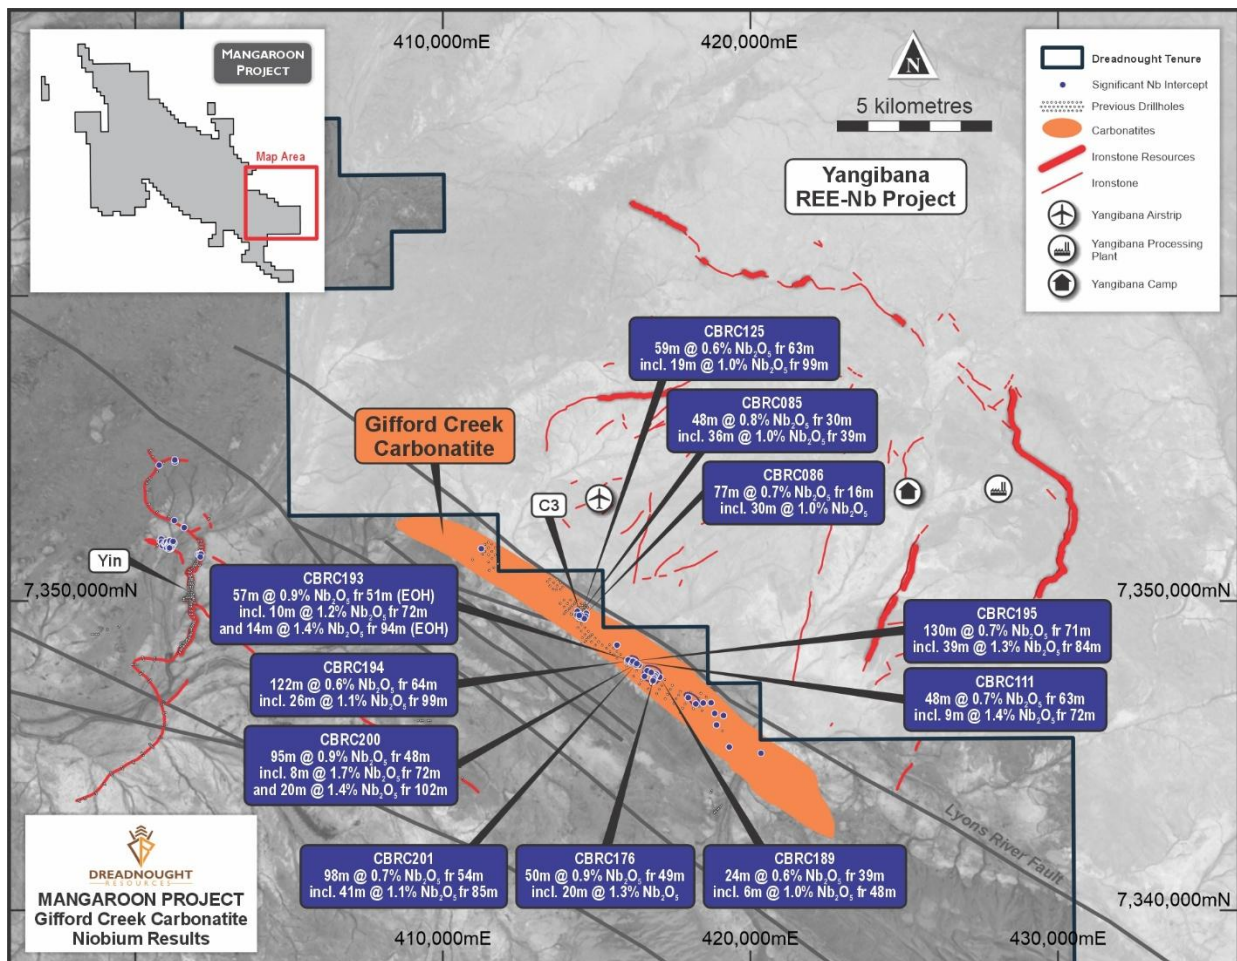 410,000mE
420,000mE
MANGAROON
PROJECT
Map Area
N
5 kilometres
Yangibana
REE-Nb Project
Dreadnought Tenure
Significant Nb Intercept
Previous Drillholes
Carbonatites
Ironstone Resources
Ironstone
Yangibana Airstrip
Yangibana Processing
Plant
Yangibana Camp
CBRC125
59m @ 0.6% Nb₂O₅ fr 63m
incl. 19m @ 1.0% Nb₂O₅ fr 99m
CBRC085
48m @ 0.8% Nb₂O₅ fr 30m
incl. 36m @ 1.0% Nb₂O₅ fr 39m
CBRC086
77m @ 0.7% Nb₂O₅ fr 16m
incl. 30m @ 1.0% Nb₂O₅
Gifford Creek
Carbonatite
C3
Yin
7,350,000mN
7,350,000mN
CBRC193
57m @ 0.9% Nb₂O₅ fr 51m (EOH)
incl. 10m @ 1.2% Nb₂O₅ fr 72m
and 14m @ 1.4% Nb₂O₅ fr 94m (EOH)
CBRC195
130m @ 0.7% Nb₂O₅ fr 71m
incl. 39m @ 1.3% Nb₂O₅ fr 84m
CBRC194
122m @ 0.6% Nb₂O₅ fr 64m
incl. 26m @ 1.1% Nb₂O₅ fr 99m
CBRC111
48m @ 0.7% Nb₂O₅ fr 63m
incl. 9m @ 1.4% Nb₂O₅ fr 72m
CBRC200
95m @ 0.9% Nb₂O₅ fr 48m
incl. 8m @ 1.7% Nb₂O₅ fr 72m
and 20m @ 1.4% Nb₂O₅ fr 102m
Lyons River Fault
CBRC201
98m @ 0.7% Nb₂O₅ fr 54m
incl. 41m @ 1.1% Nb₂O₅ fr 85m
CBRC176
50m @ 0.9% Nb₂O₅ fr 49m
incl. 20m @ 1.3% Nb₂O₅
CBRC189
24m @ 0.6% Nb₂O₅ fr 39m
incl. 6m @ 1.0% Nb₂O₅ fr 48m
DREADNOUGHT
RESOURCES
MANGAROON PROJECT
Gifford Creek Carbonatite
Niobium Results
7,340,000mN
410,000mE
420,000mE
430,000mE